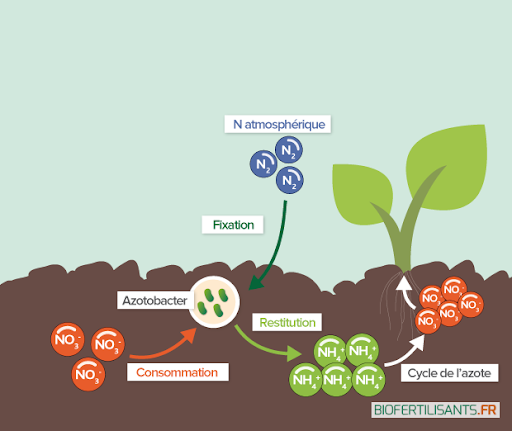 N atmosphérique
N2
N2
N2
Fixation
Azotobacter
Restitution
NO3-
NO3-
NO3-
Consommation
NH4+
NH4+
NH4+
NH4+
NH4+
NO3-
NO3-
NO3-
NO3-
NO3-
Cycle de l'azote
BIOFERTILISANTS.FR